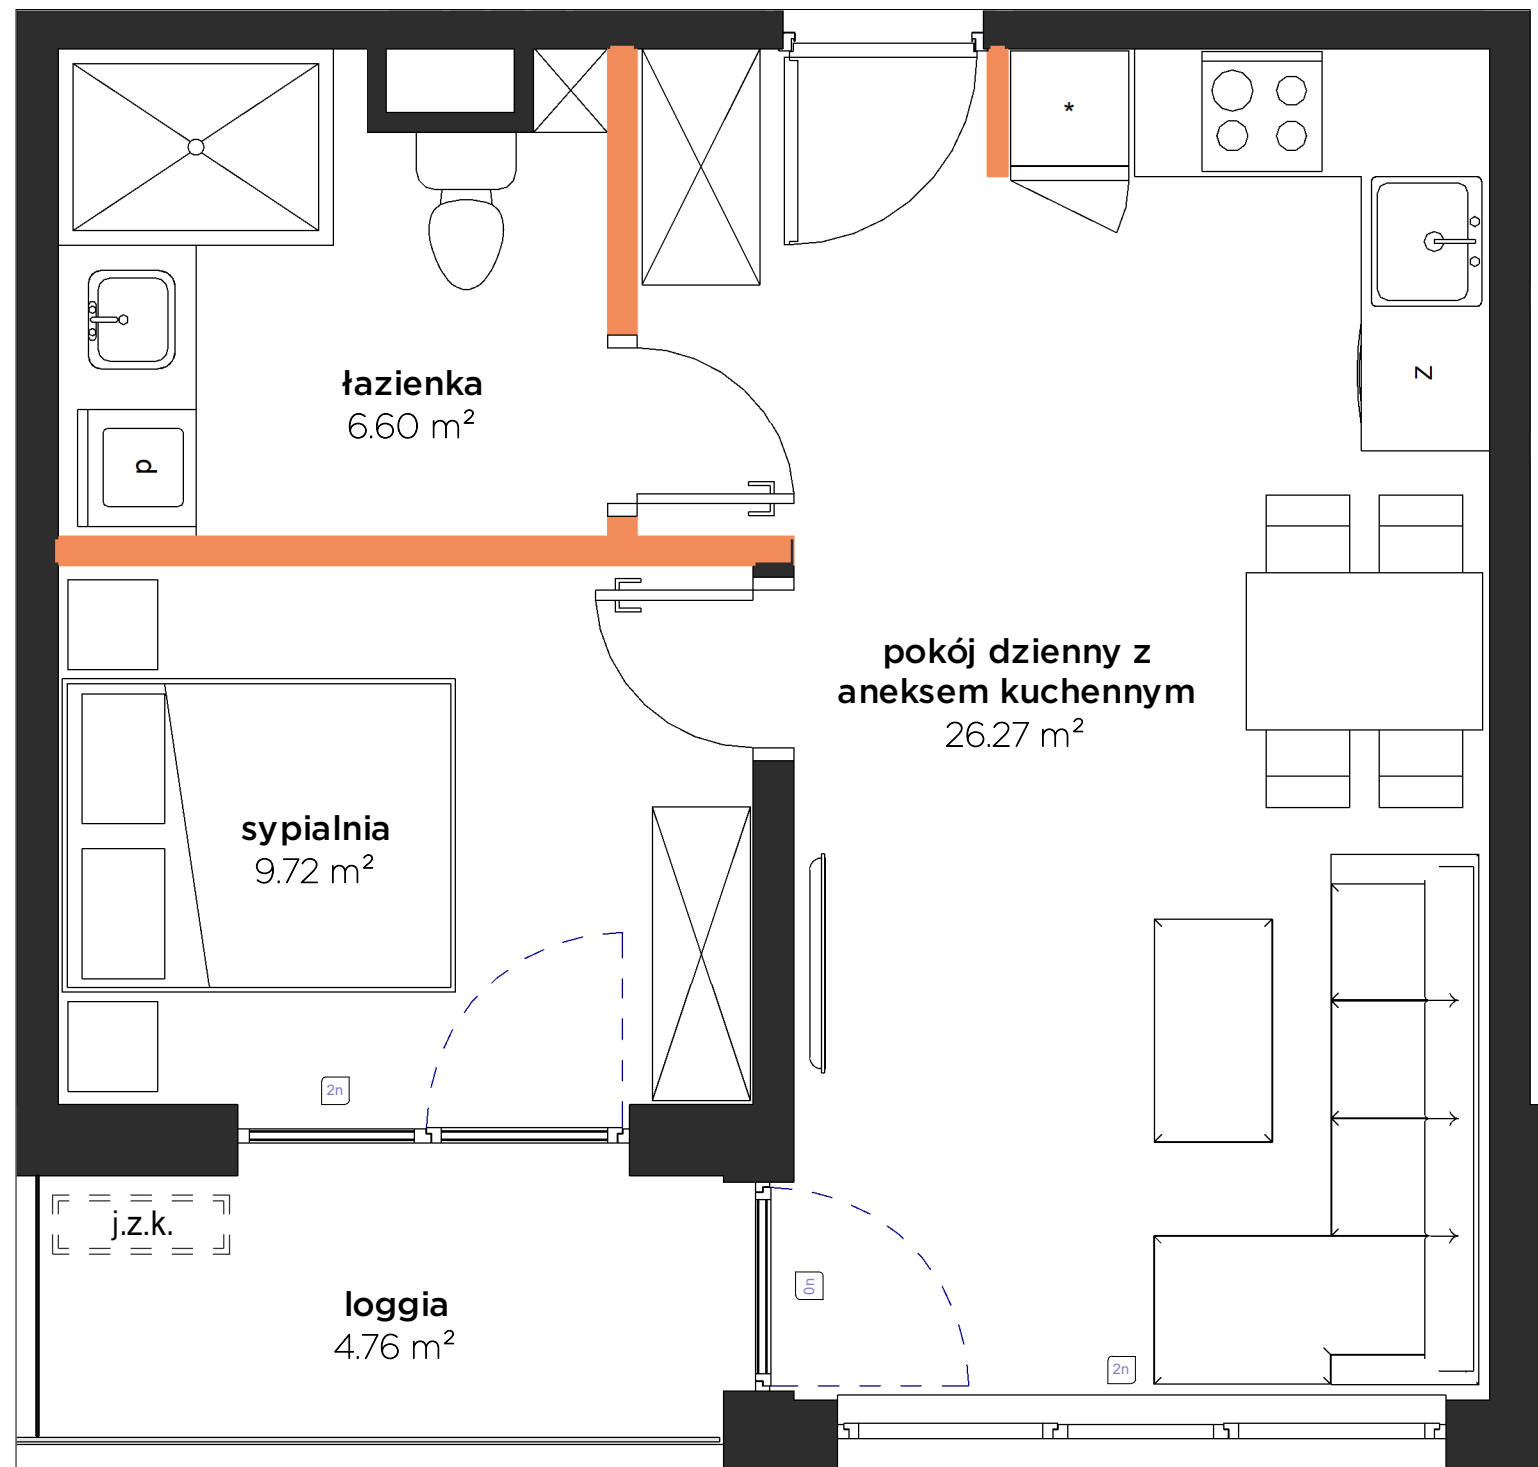 *
z
łazienka
6.60 m²
p
pokój dzienny z
aneksem kuchennym
26.27 m²
sypialnia
9.72 m²
2n
j.z.k.
0n
loggia
4.76 m²
2n